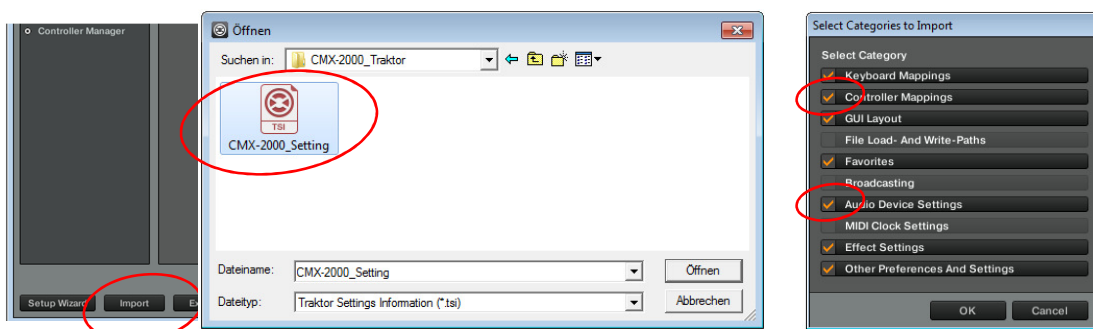 Controller Manager
Setup Wizard
Import
Öffnen
Suchen in:
CMX-2000_Traktor
TSI
CMX-2000_Setting
Dateiname:
CMX-2000_Setting
Öffnen
Dateityp:
Traktor Settings Information (*.tsi)
Abbrechen
Select Categories to Import
Select Category
Keyboard Mappings
Controller Mappings
GUI Layout
File Load- And Write-Paths
Favorites
Broadcasting
Audio Device Settings
MIDI Clock Settings
Effect Settings
Other Preferences And Settings
OK
Cancel